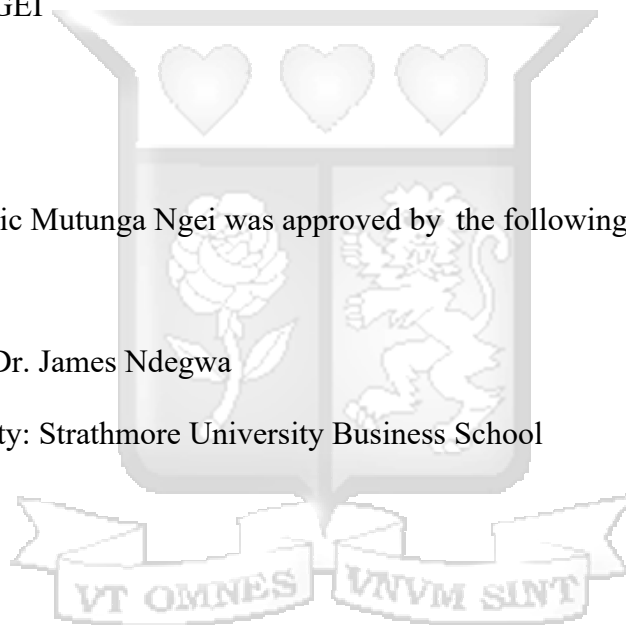 GEI
ic Mutunga Ngei was approved by the following
Dr. James Ndegwa
ty: Strathmore University Business School
VT OMNES VNVM SINT